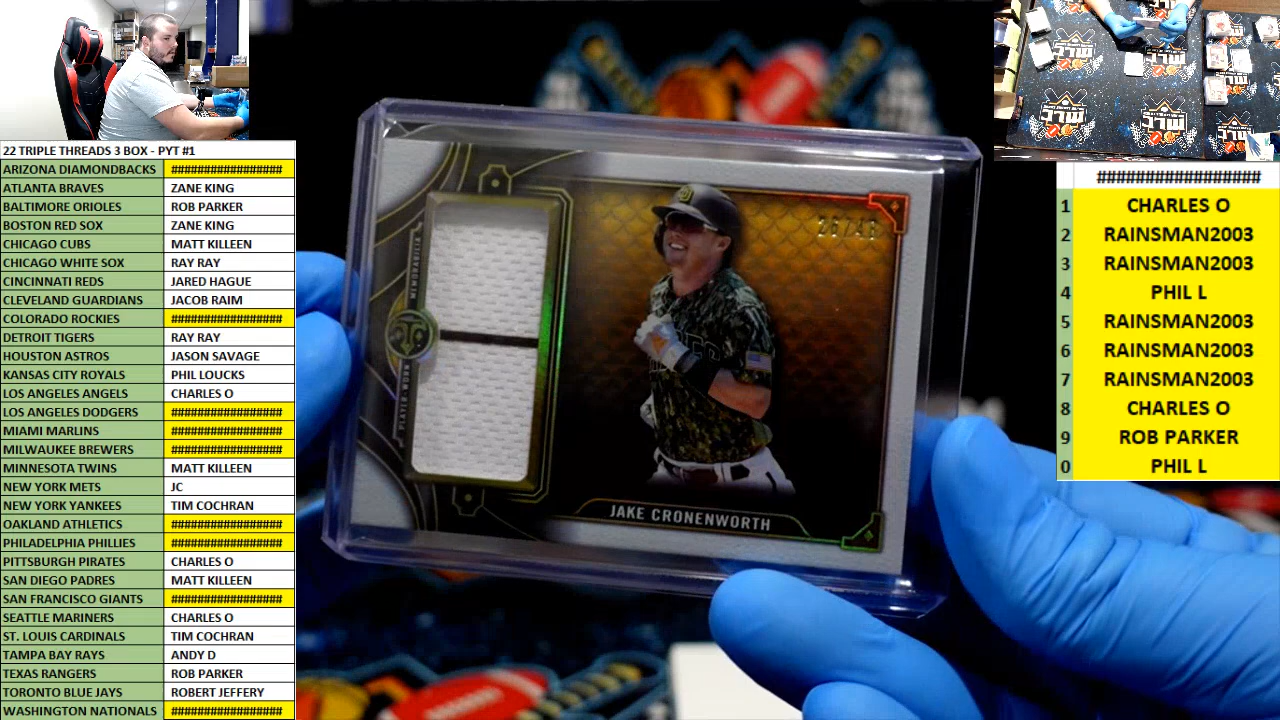 22 TRIPLE THREADS 3 BOX - PYT #1
ARIZONA DIAMONDBACKS #################
ATLANTA BRAVES ZANE KING
BALTIMORE ORIOLES ROB PARKER
BOSTON RED SOX ZANE KING
CHICAGO CUBS MATT KILLEEN
CHICAGO WHITE SOX RAY RAY
CINCINNATI REDS JARED HAGUE
CLEVELAND GUARDIANS JACOB RAIM
COLORADO ROCKIES #################
DETROIT TIGERS RAY RAY
HOUSTON ASTROS JASON SAVAGE
KANSAS CITY ROYALS PHIL LOUCKS
LOS ANGELES ANGELS CHARLES O
LOS ANGELES DODGERS #################
MIAMI MARLINS #################
MILWAUKEE BREWERS #################
MINNESOTA TWINS MATT KILLEEN
NEW YORK METS JC
NEW YORK YANKEES TIM COCHRAN
OAKLAND ATHLETICS #################
PHILADELPHIA PHILLIES #################
PITTSBURGH PIRATES CHARLES O
SAN DIEGO PADRES MATT KILLEEN
SAN FRANCISCO GIANTS #################
SEATTLE MARINERS CHARLES O
ST. LOUIS CARDINALS TIM COCHRAN
TAMPA BAY RAYS ANDY D
TEXAS RANGERS ROB PARKER
TORONTO BLUE JAYS ROBERT JEFFERY
WASHINGTON NATIONALS #################
PLAYER-WORN
MEMORABILIA
JAKE CRONENWORTH
#################
1 CHARLES O
2 RAINSMAN2003
3 RAINSMAN2003
4 PHIL L
5 RAINSMAN2003
6 RAINSMAN2003
7 RAINSMAN2003
8 CHARLES O
9 ROB PARKER
0 PHIL L